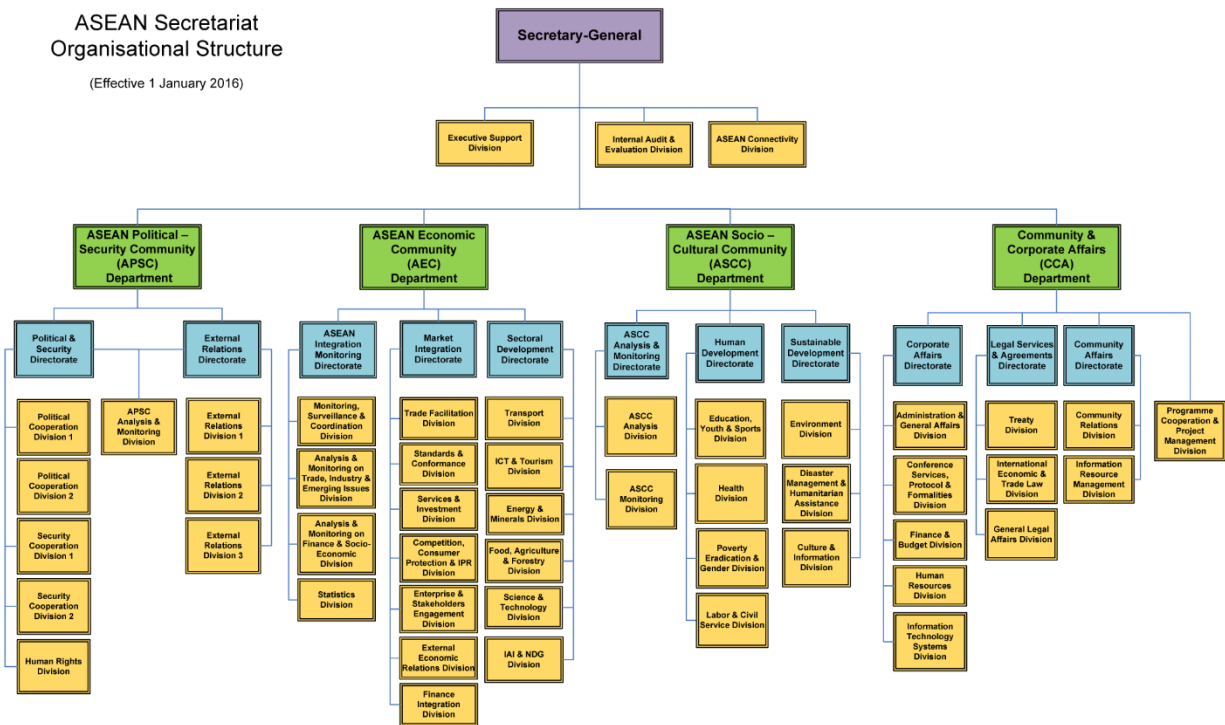 ASEAN Secretariat
Organisational Structure
(Effective 1 January 2016)
Secretary-General
Executive Support
Division
Internal Audit &
Evaluation Division
ASEAN Connectivity
Division
ASEAN Political –
Security Community
(APSC)
Department
ASEAN Economic
Community
(AEC)
Department
ASEAN Socio –
Cultural Community
(ASCC)
Department
Community &
Corporate Affairs
(CCA)
Department
Political &
Security
Directorate
External
Relations
Directorate
ASEAN
Integration
Monitoring
Directorate
Market
Integration
Directorate
Sectoral
Development
Directorate
ASCC
Analysis &
Monitoring
Directorate
Human
Development
Directorate
Sustainable
Development
Directorate
Corporate
Affairs
Directorate
Legal Services
& Agreements
Directorate
Community
Affairs
Directorate
Political
Cooperation
Division 1
Political
Cooperation
Division 2
Security
Cooperation
Division 1
Security
Cooperation
Division 2
Human Rights
Division
APSC
Analysis &
Monitoring
Division
External
Relations
Division 1
External
Relations
Division 2
External
Relations
Division 3
Monitoring,
Surveillance &
Coordination
Division
Analysis &
Monitoring on
Trade, Industry &
Emerging Issues
Division
Analysis &
Monitoring on
Finance & Socio-
Economic
Division
Statistics
Division
Trade Facilitation
Division
Standards &
Conformance
Division
Services &
Investment
Division
Competition,
Consumer
Protection & IPR
Division
Enterprise &
Stakeholders
Engagement
Division
External
Economic
Relations Division
Finance
Integration
Division
Transport
Division
ICT & Tourism
Division
Energy &
Minerals Division
Food, Agriculture
& Forestry
Division
Science &
Technology
Division
IAI & NDG
Division
ASCC
Analysis
Division
ASCC
Monitoring
Division
Education,
Youth & Sports
Division
Health
Division
Poverty
Eradication &
Gender Division
Labor & Civil
Service Division
Environment
Division
Disaster
Management &
Humanitarian
Assistance
Division
Culture &
Information
Division
Administration &
General Affairs
Division
Conference
Services,
Protocol &
Formalities
Division
Finance &
Budget Division
Human
Resources
Division
Information
Technology
Systems
Division
Treaty
Division
International
Economic &
Trade Law
Division
General Legal
Affairs Division
Community
Relations
Division
Information
Resource
Management
Division
Programme
Cooperation &
Project
Management
Division